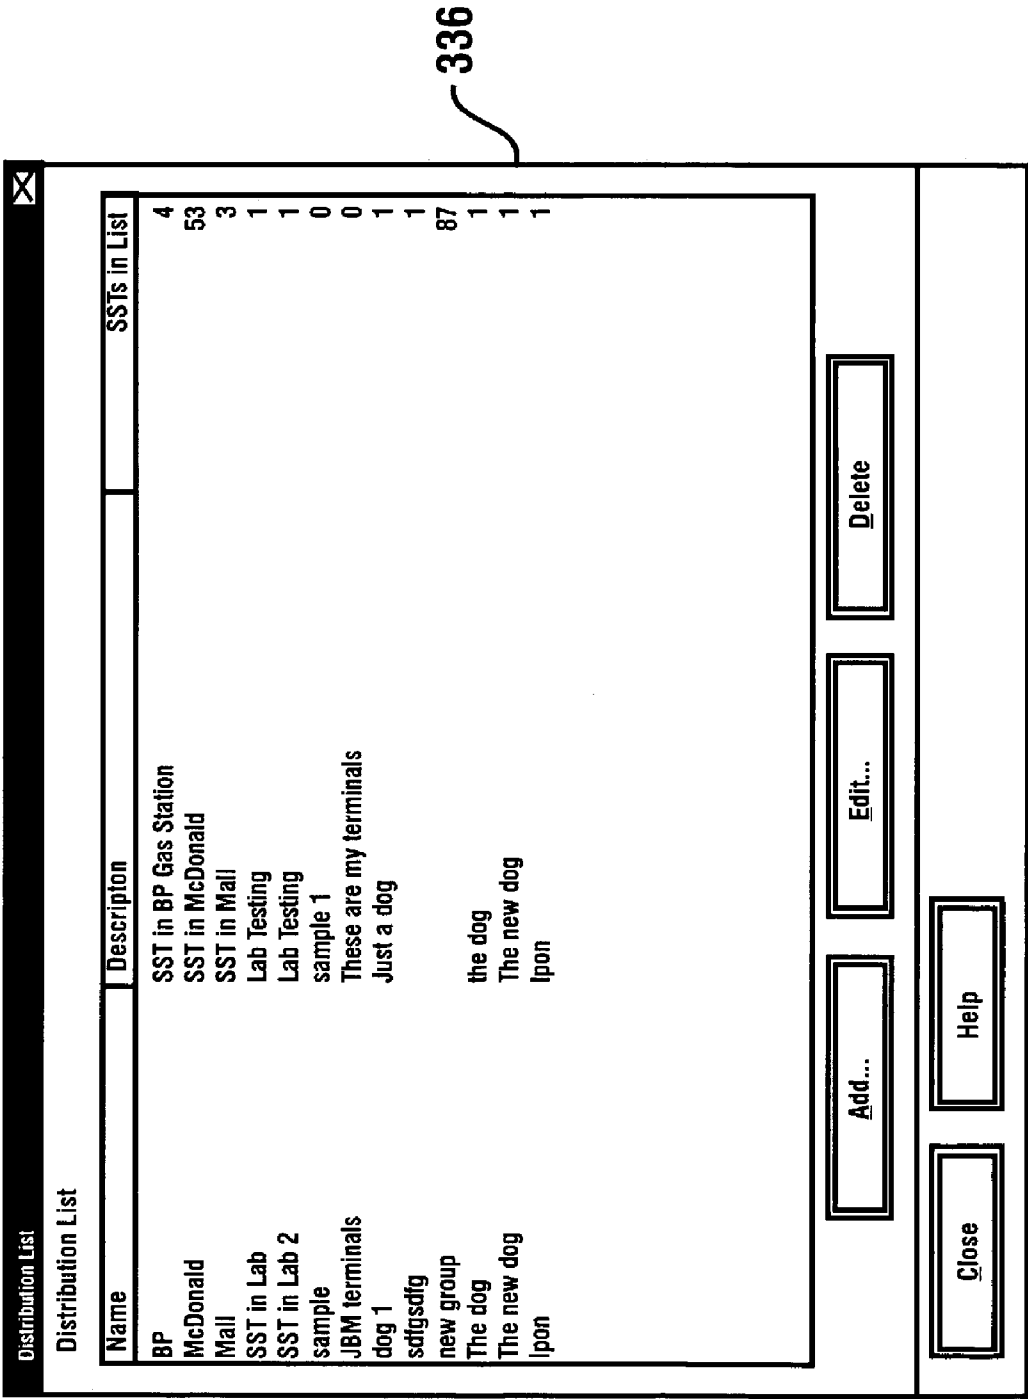 Distribution List
Distribution List
Name Descripton SSTs in List
BP SST in BP Gas Station 4
McDonald SST in McDonald 53
Mall SST in Mall 3
SST in Lab Lab Testing 1
SST in Lab 2 Lab Testing 1
sample sample 1 0
JBM terminals These are my terminals 0
dog 1 Just a dog 1
sdfgsdfg 1
new group 87
The dog the dog 1
The new dog The new dog 1
lpon lpon 1
Add... Edit... Delete
Close Help
336